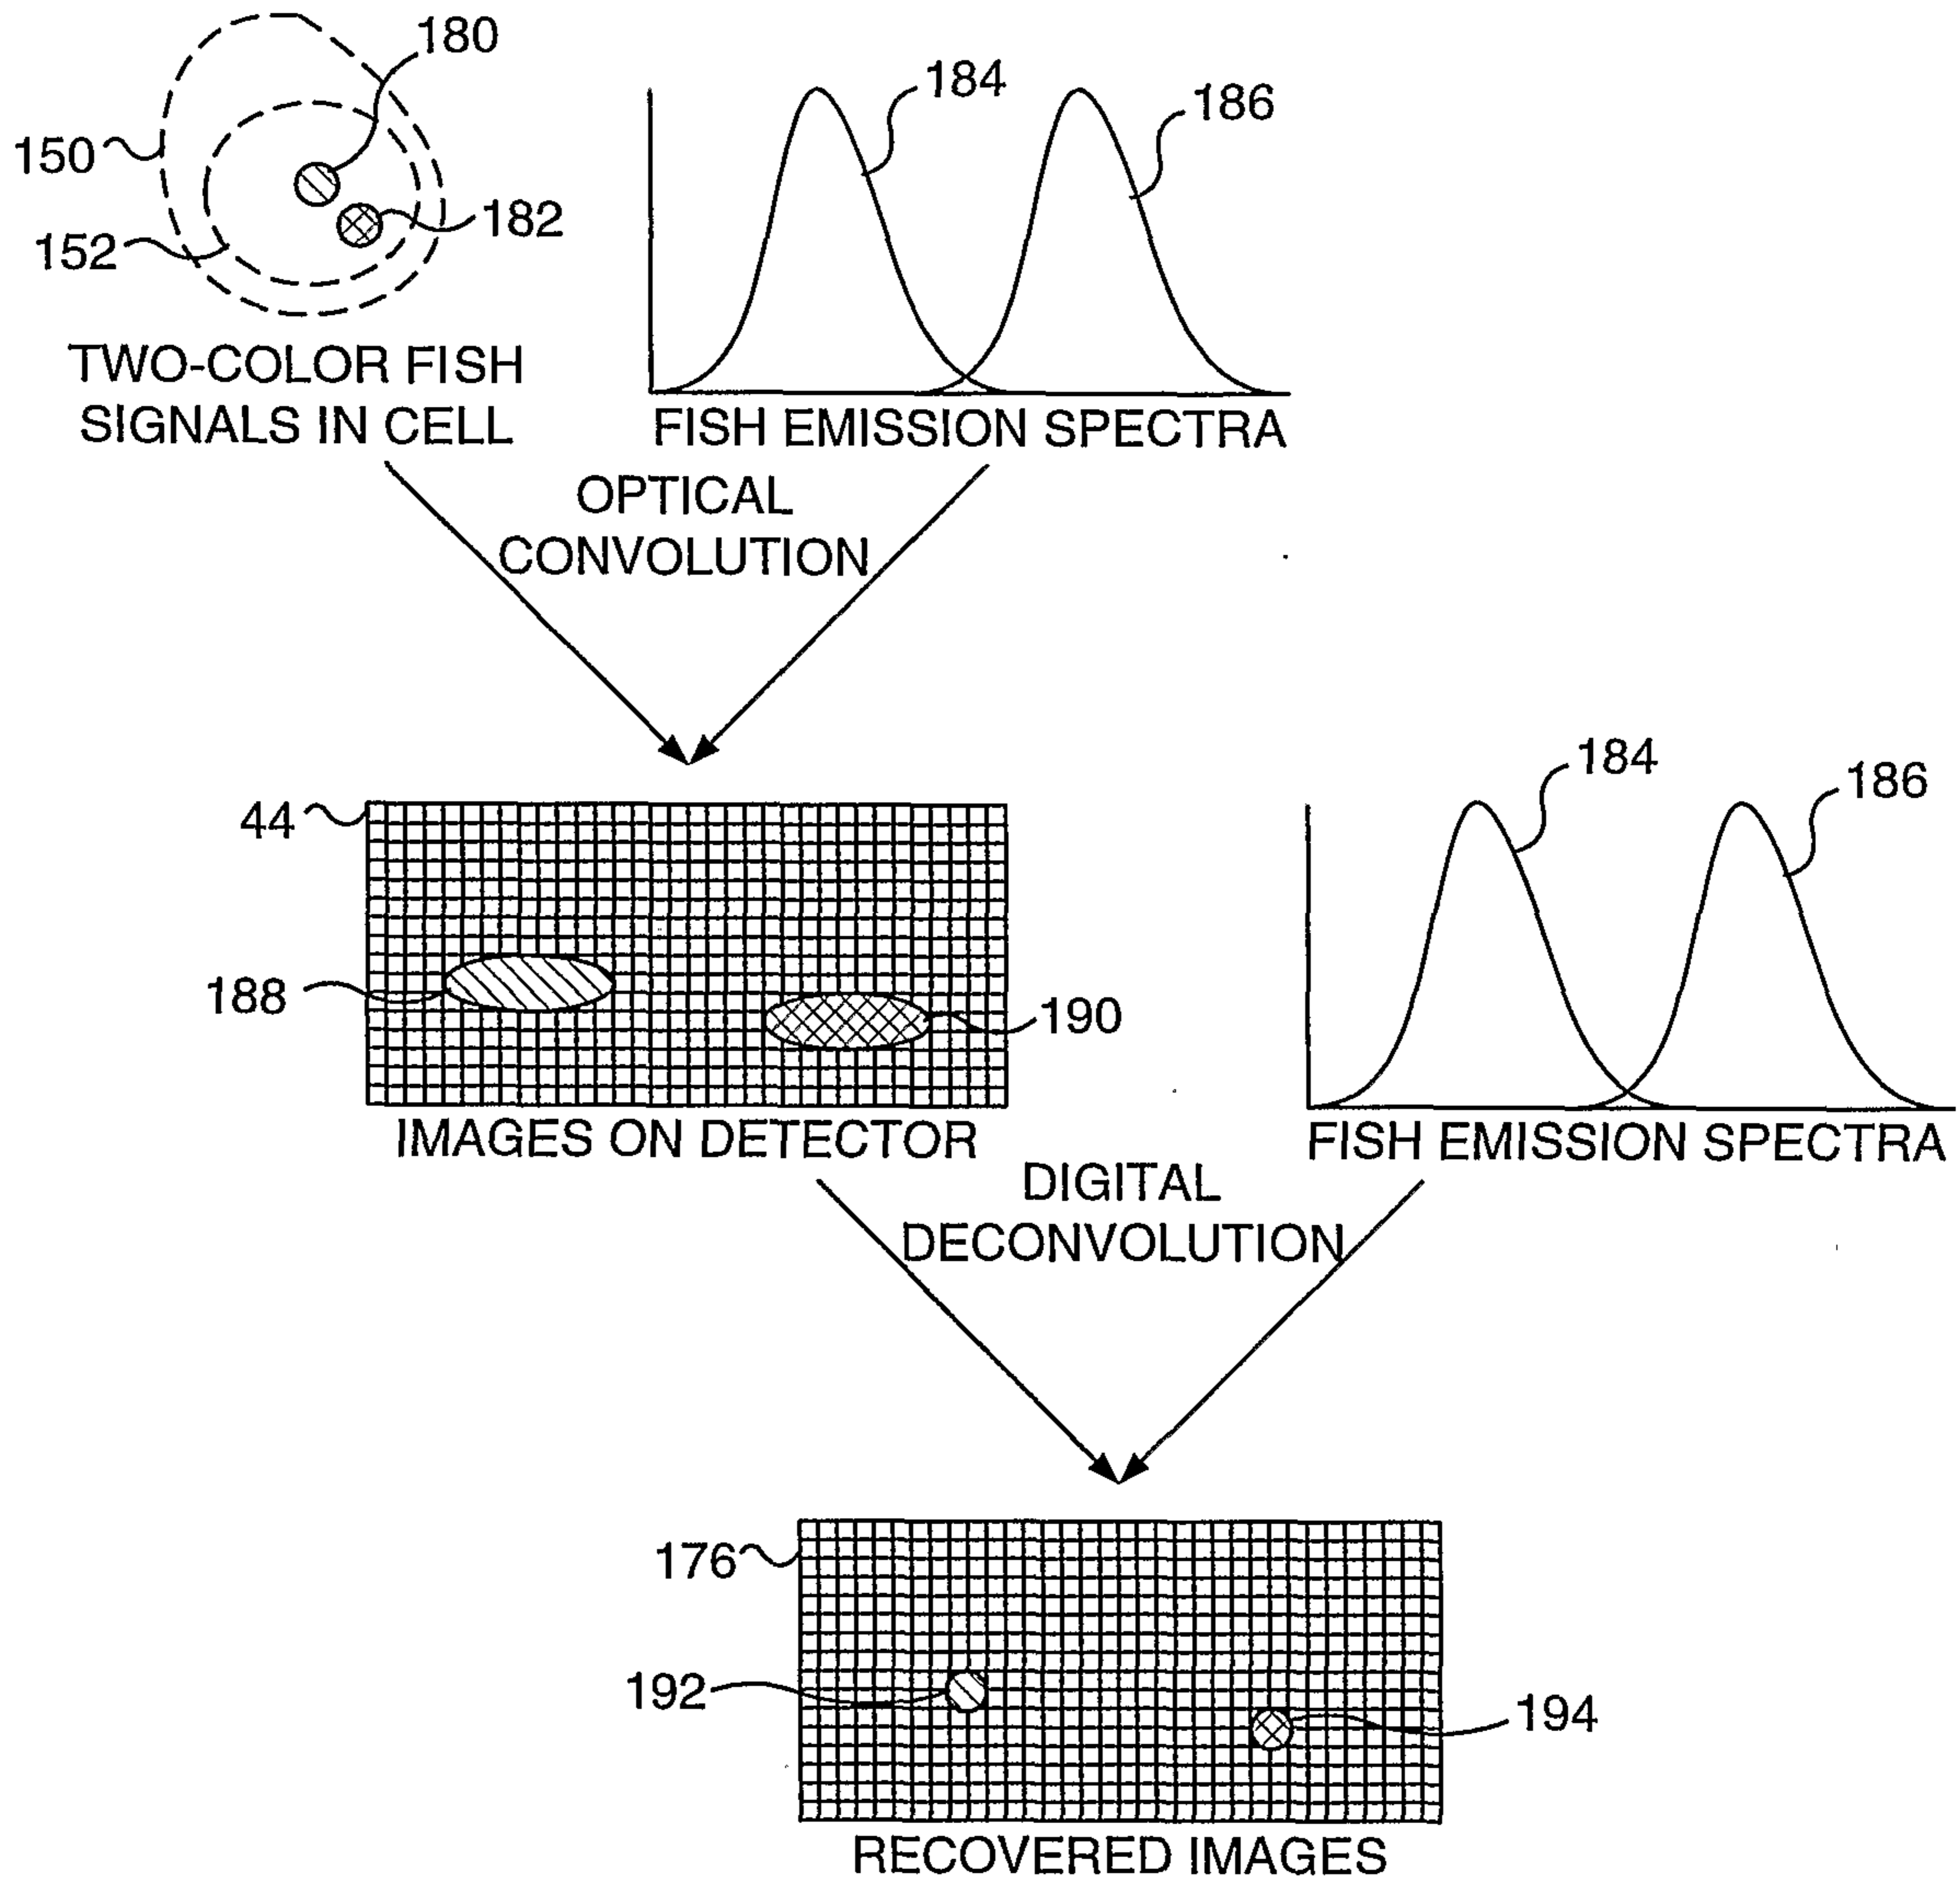 180
150
182
152
TWO-COLOR FISH
SIGNALS IN CELL
184
186
FISH EMISSION SPECTRA
OPTICAL
CONVOLUTION
44
188
190
IMAGES ON DETECTOR
184
186
FISH EMISSION SPECTRA
DIGITAL
DECONVOLUTION
176
192
194
RECOVERED IMAGES